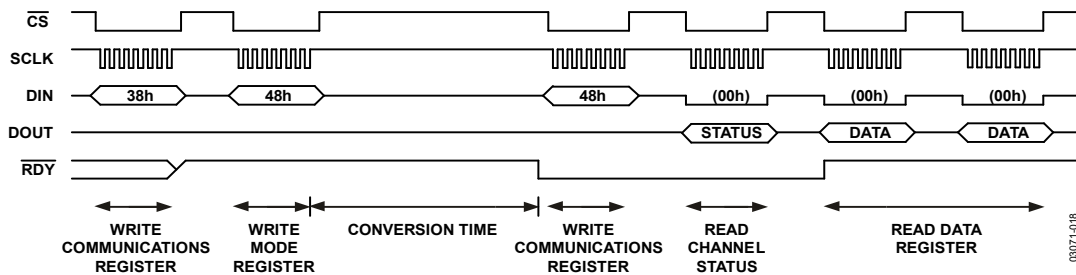 CS
SCLK
DIN 38h 48h 48h (00h) (00h) (00h)
DOUT STATUS DATA DATA
RDY
WRITE COMMUNICATIONS REGISTER
WRITE MODE REGISTER
CONVERSION TIME
WRITE COMMUNICATIONS REGISTER
READ CHANNEL STATUS
READ DATA REGISTER
03071-018